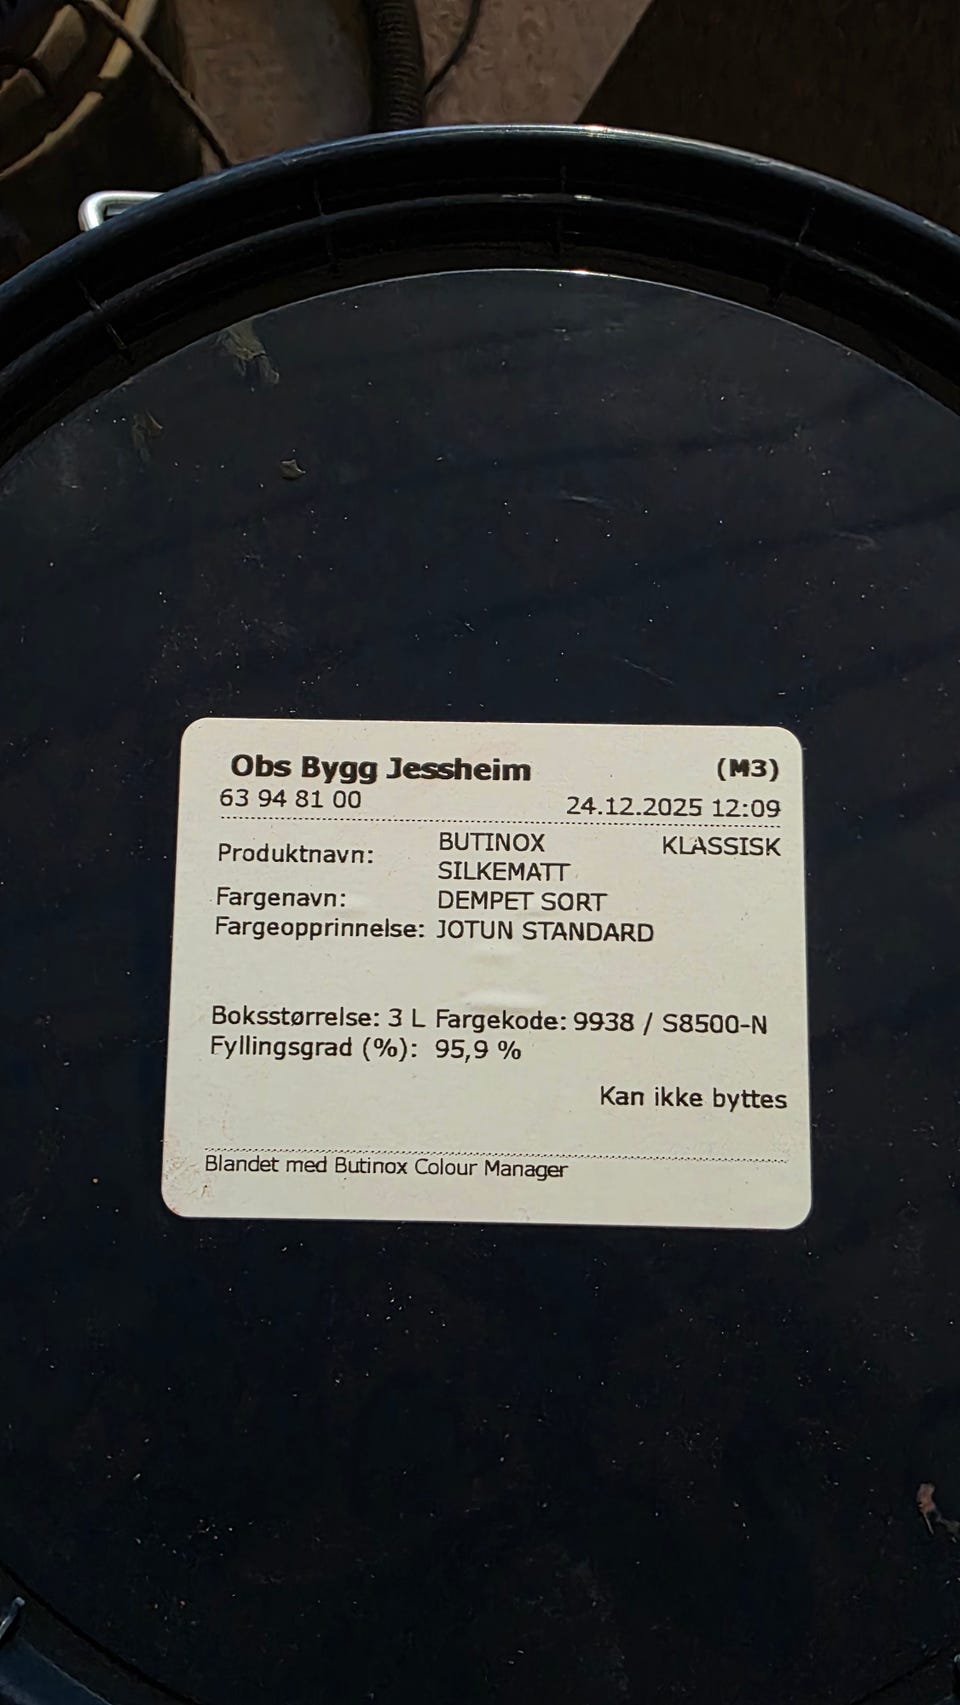 Obs Bygg Jessheim (M3)
63 94 81 00 24.12.2025 12:09
Produktnavn: BUTINOX KLASSISK
SILKEMATT
Fargenavn: DEMPET SORT
Fargeopprinnelse: JOTUN STANDARD
Boksstørrelse: 3 L Fargekode: 9938 / S8500-N
Fyllingsgrad (%): 95,9 %
Kan ikke byttes
Blandet med Butinox Colour Manager